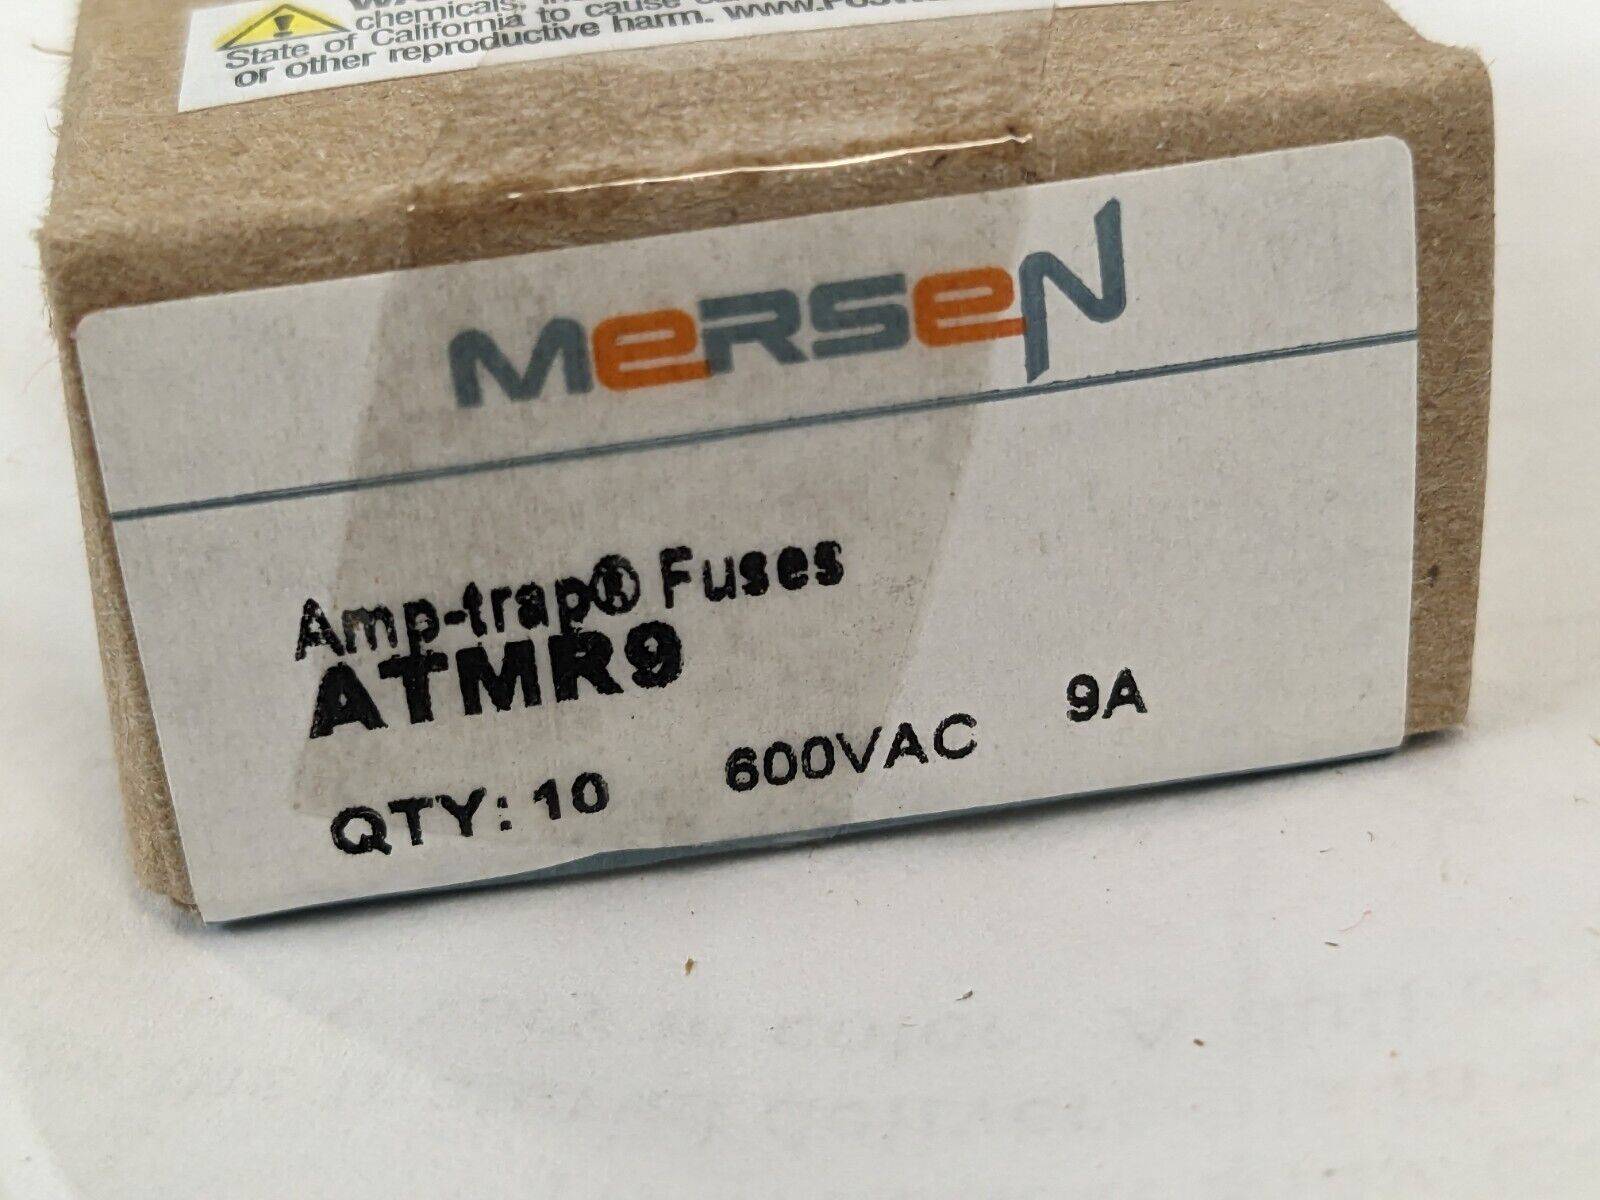 chemicals,
State of California to cause
or other reproductive harm.
MERSEN
Amp-trap® Fuses
ATMR9
QTY: 10 600VAC 9A